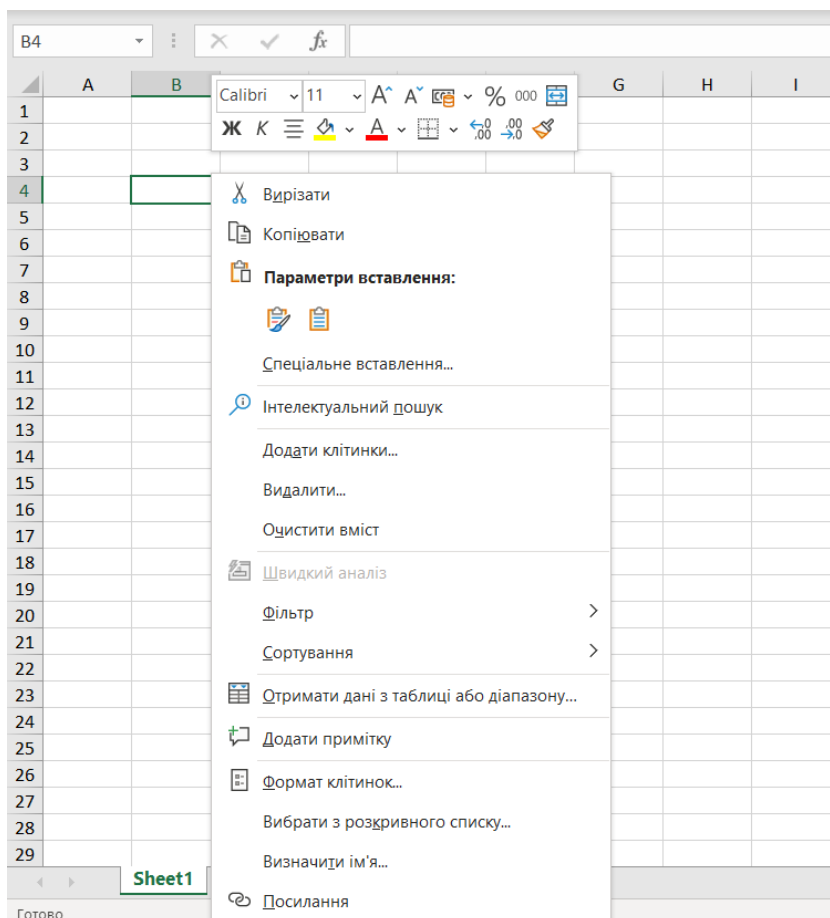 B4
fx
A B G H I
Calibri 11 A A % 000
Ж К А ,00 ,00
1
2
3
4
5
6
7
8
9
10
11
12
13
14
15
16
17
18
19
20
21
22
23
24
25
26
27
28
29
Вирізати
Копіювати
Параметри вставлення:
Спеціальне вставлення...
Інтелектуальний пошук
Додати клітинки...
Видалити...
Очистити вміст
Швидкий аналіз
Фільтр
Сортування
Отримати дані з таблиці або діапазону...
Додати примітку
Формат клітинок...
Вибрати з розкривного списку...
Визначити ім'я...
Посилання
Sheet1
Готово